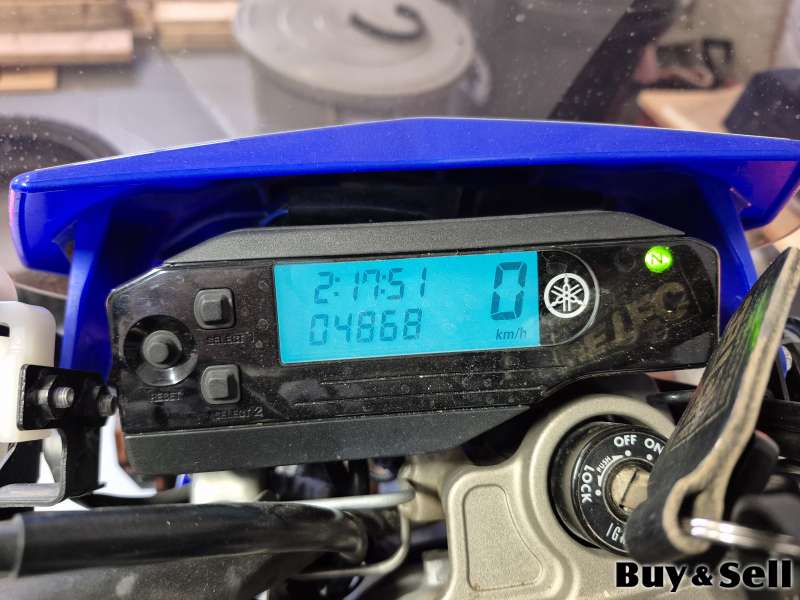 2:17:51
0
04868
km/h
SELECT
RESET
SELECT 2
N
OFF
ON
PUSH
LOCK
Buy & Sell